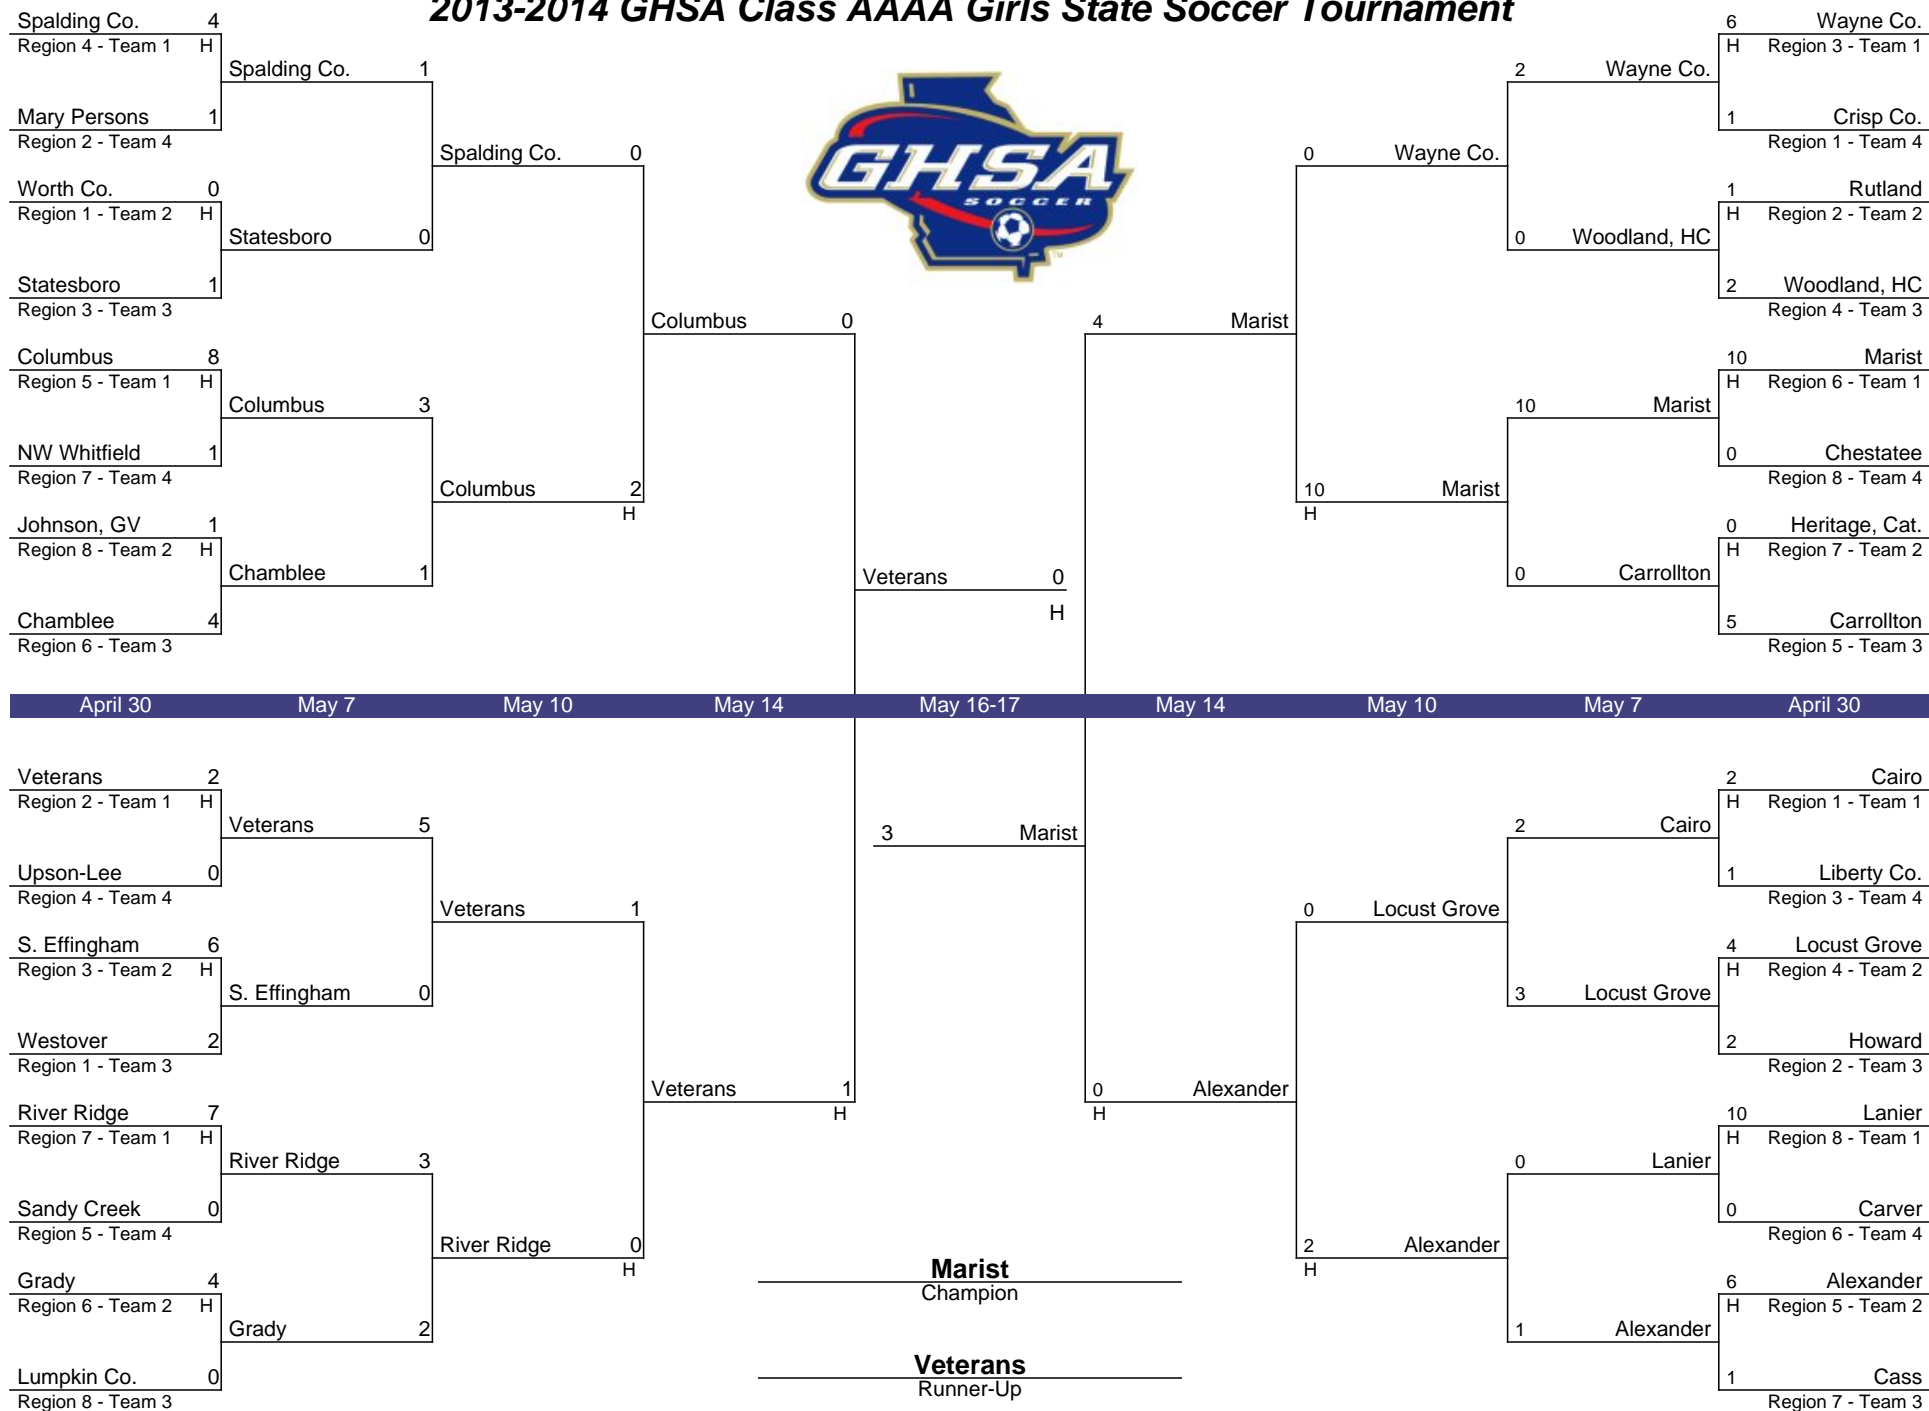 2013-2014 GHSA Class AAAA Girls State Soccer Tournament
GHSA
SOCCER
TM
Spalding Co. 4
Region 4 - Team 1 H
Mary Persons 1
Region 2 - Team 4
Worth Co. 0
Region 1 - Team 2 H
Statesboro 1
Region 3 - Team 3
Columbus 8
Region 5 - Team 1 H
NW Whitfield 1
Region 7 - Team 4
Johnson, GV 1
Region 8 - Team 2 H
Chamblee 4
Region 6 - Team 3
Spalding Co. 1
Statesboro 0
Columbus 3
Chamblee 1
Spalding Co. 0
Columbus 2
H
Columbus 0
Veterans 0
H
4 Marist
0 Wayne Co.
10 Marist
H
2 Wayne Co.
0 Woodland, HC
10 Marist
0 Carrollton
6 Wayne Co.
H Region 3 - Team 1
1 Crisp Co.
Region 1 - Team 4
1 Rutland
H Region 2 - Team 2
2 Woodland, HC
Region 4 - Team 3
10 Marist
H Region 6 - Team 1
0 Chestatee
Region 8 - Team 4
0 Heritage, Cat.
H Region 7 - Team 2
5 Carrollton
Region 5 - Team 3
April 30 May 7 May 10 May 14 May 16-17 May 14 May 10 May 7 April 30
Veterans 2
Region 2 - Team 1 H
Upson-Lee 0
Region 4 - Team 4
S. Effingham 6
Region 3 - Team 2 H
Westover 2
Region 1 - Team 3
River Ridge 7
Region 7 - Team 1 H
Sandy Creek 0
Region 5 - Team 4
Grady 4
Region 6 - Team 2 H
Lumpkin Co. 0
Region 8 - Team 3
Veterans 5
S. Effingham 0
River Ridge 3
Grady 2
Veterans 1
River Ridge 0
H
Veterans 1
H
3 Marist
0 Alexander
H
0 Locust Grove
2 Alexander
H
2 Cairo
3 Locust Grove
0 Lanier
1 Alexander
2 Cairo
H Region 1 - Team 1
1 Liberty Co.
Region 3 - Team 4
4 Locust Grove
H Region 4 - Team 2
2 Howard
Region 2 - Team 3
10 Lanier
H Region 8 - Team 1
0 Carver
Region 6 - Team 4
6 Alexander
H Region 5 - Team 2
1 Cass
Region 7 - Team 3
Marist
Champion
Veterans
Runner-Up